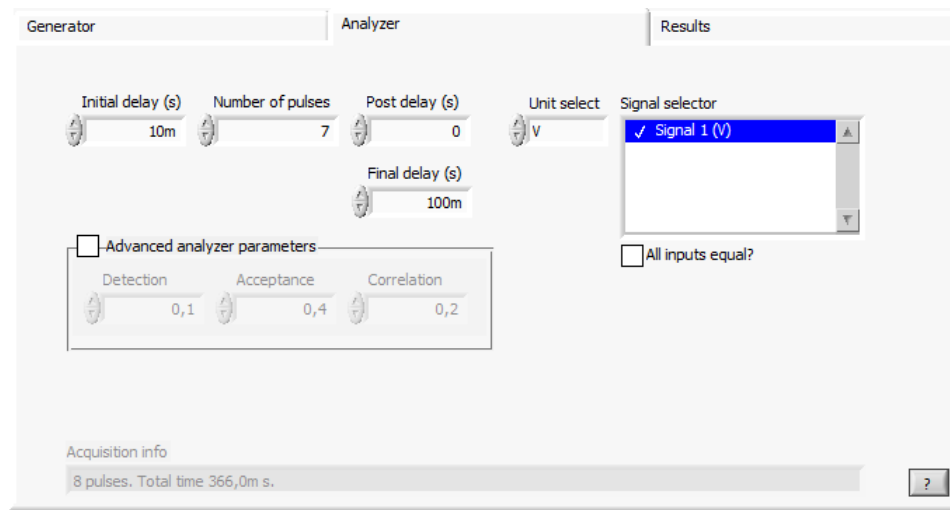 Generator Analyzer Results
Initial delay (s) Number of pulses Post delay (s) Unit select Signal selector
10m 7 0 V ✓ Signal 1 (V)
Final delay (s)
100m
Advanced analyzer parameters
All inputs equal?
Detection Acceptance Correlation
0,1 0,4 0,2
Acquisition info
8 pulses. Total time 366,0m s.
?